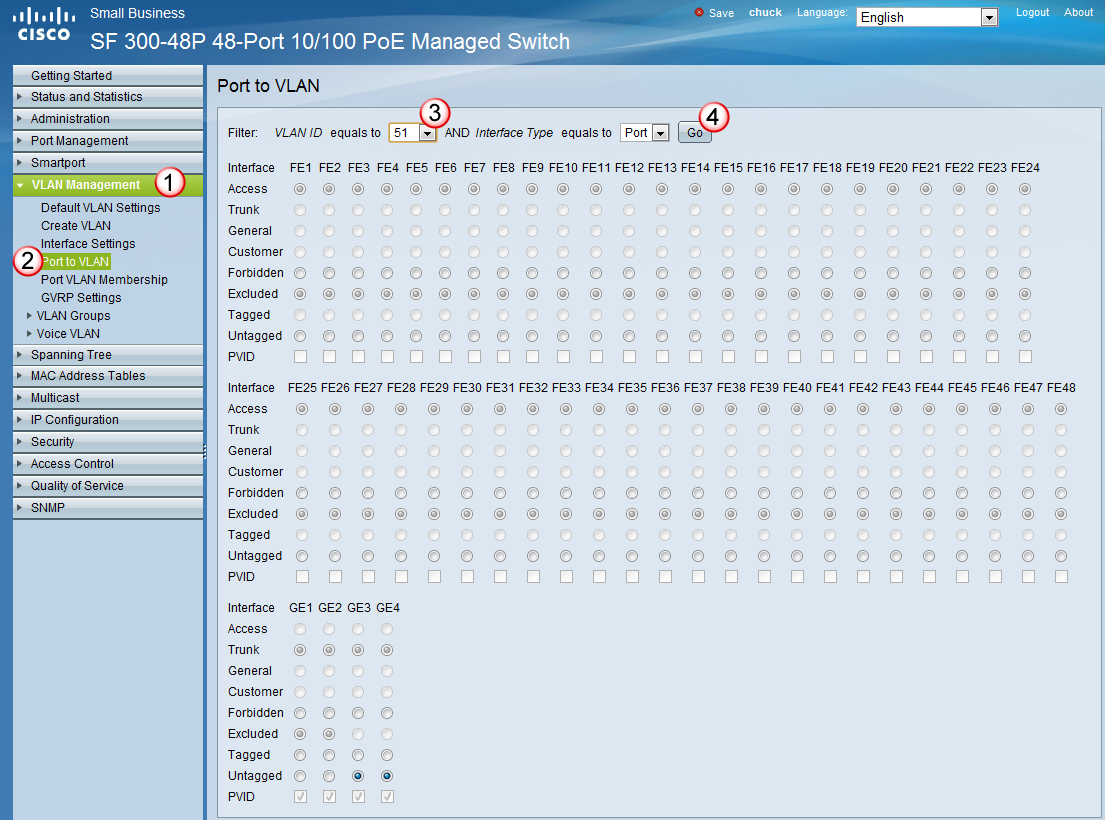 Small Business
Save chuck Language: English Logout About
CISCO
SF 300-48P 48-Port 10/100 PoE Managed Switch
Getting Started
Status and Statistics
Administration
Port Management
Smartport
VLAN Management 1
Default VLAN Settings
Create VLAN
Interface Settings
2 Port to VLAN
Port VLAN Membership
GVRP Settings
VLAN Groups
Voice VLAN
Spanning Tree
MAC Address Tables
Multicast
IP Configuration
Security
Access Control
Quality of Service
SNMP
Port to VLAN
3 4
Filter: VLAN ID equals to 51 AND Interface Type equals to Port Go
Interface FE1 FE2 FE3 FE4 FE5 FE6 FE7 FE8 FE9 FE10 FE11 FE12 FE13 FE14 FE15 FE16 FE17 FE18 FE19 FE20 FE21 FE22 FE23 FE24
Access
Trunk
General
Customer
Forbidden
Excluded
Tagged
Untagged
PVID
Interface FE25 FE26 FE27 FE28 FE29 FE30 FE31 FE32 FE33 FE34 FE35 FE36 FE37 FE38 FE39 FE40 FE41 FE42 FE43 FE44 FE45 FE46 FE47 FE48
Access
Trunk
General
Customer
Forbidden
Excluded
Tagged
Untagged
PVID
Interface GE1 GE2 GE3 GE4
Access
Trunk
General
Customer
Forbidden
Excluded
Tagged
Untagged
PVID